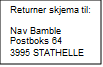 Returner skjema til:
Nav Bamble
Postboks 64
3995 STATHELLE